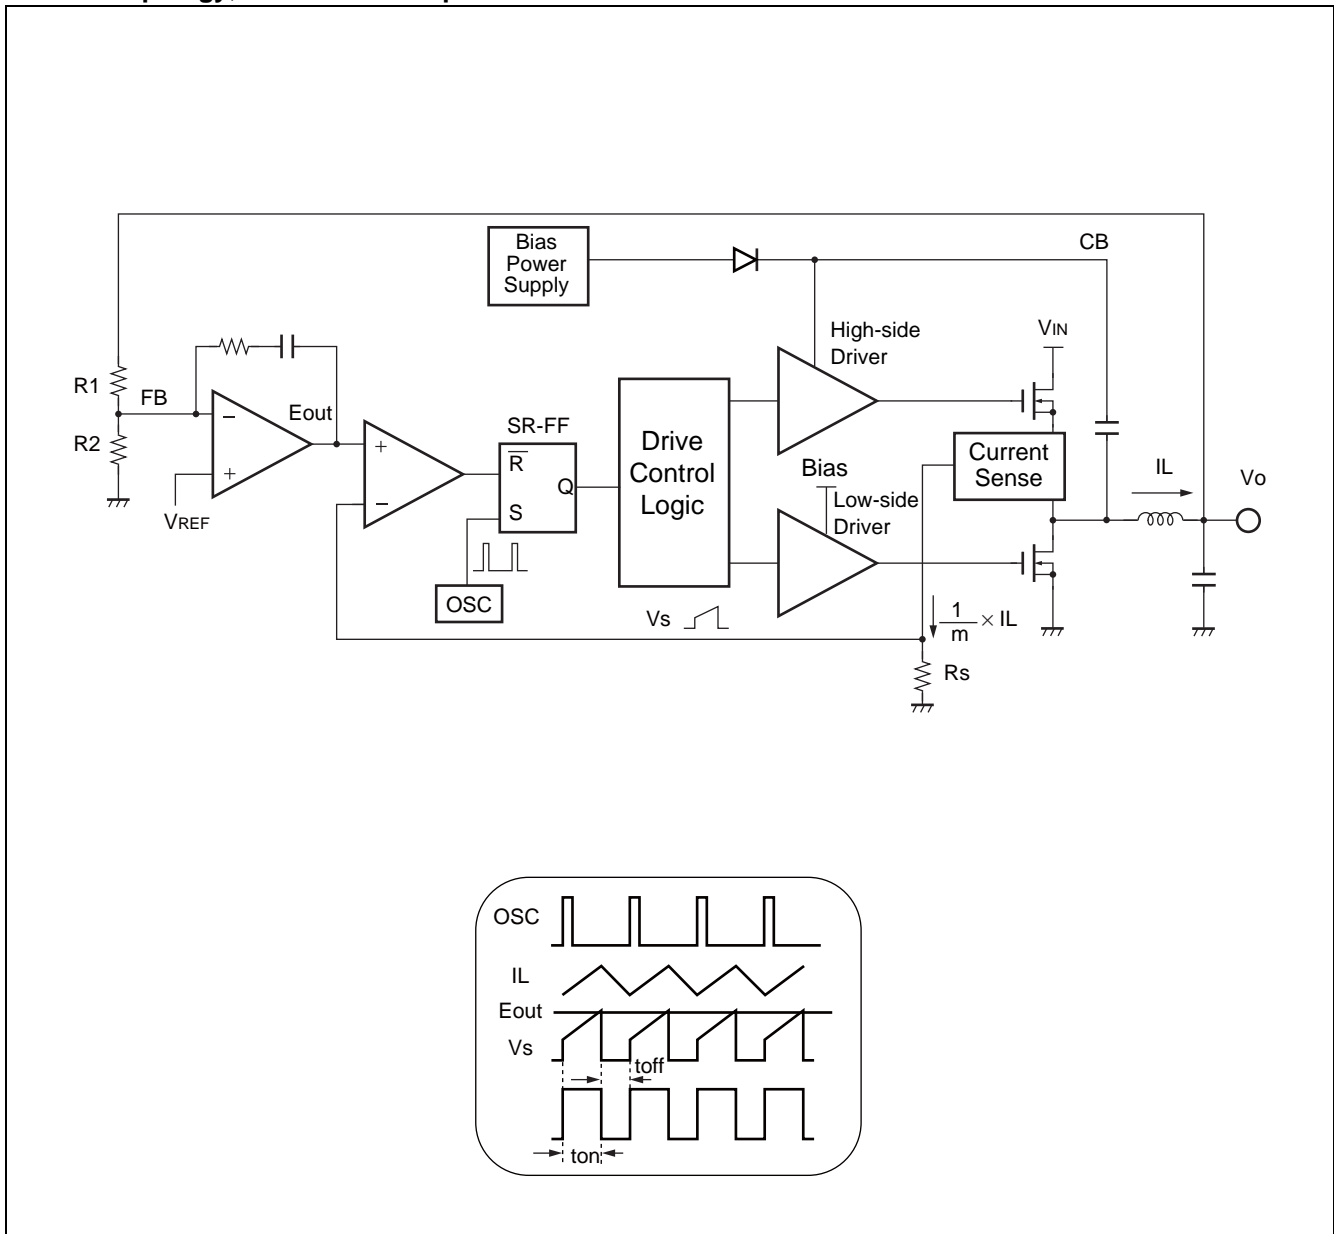 Bias
Power
Supply
CB
High-side
Driver
VIN
R1
FB
Eout
R2
VREF
+
−
+
−
SR-FF
R
S
Q
OSC
Drive
Control
Logic
Bias
Low-side
Driver
Current
Sense
IL
Vo
Vs
1
m
× IL
Rs
OSC
IL
Eout
Vs
toff
ton